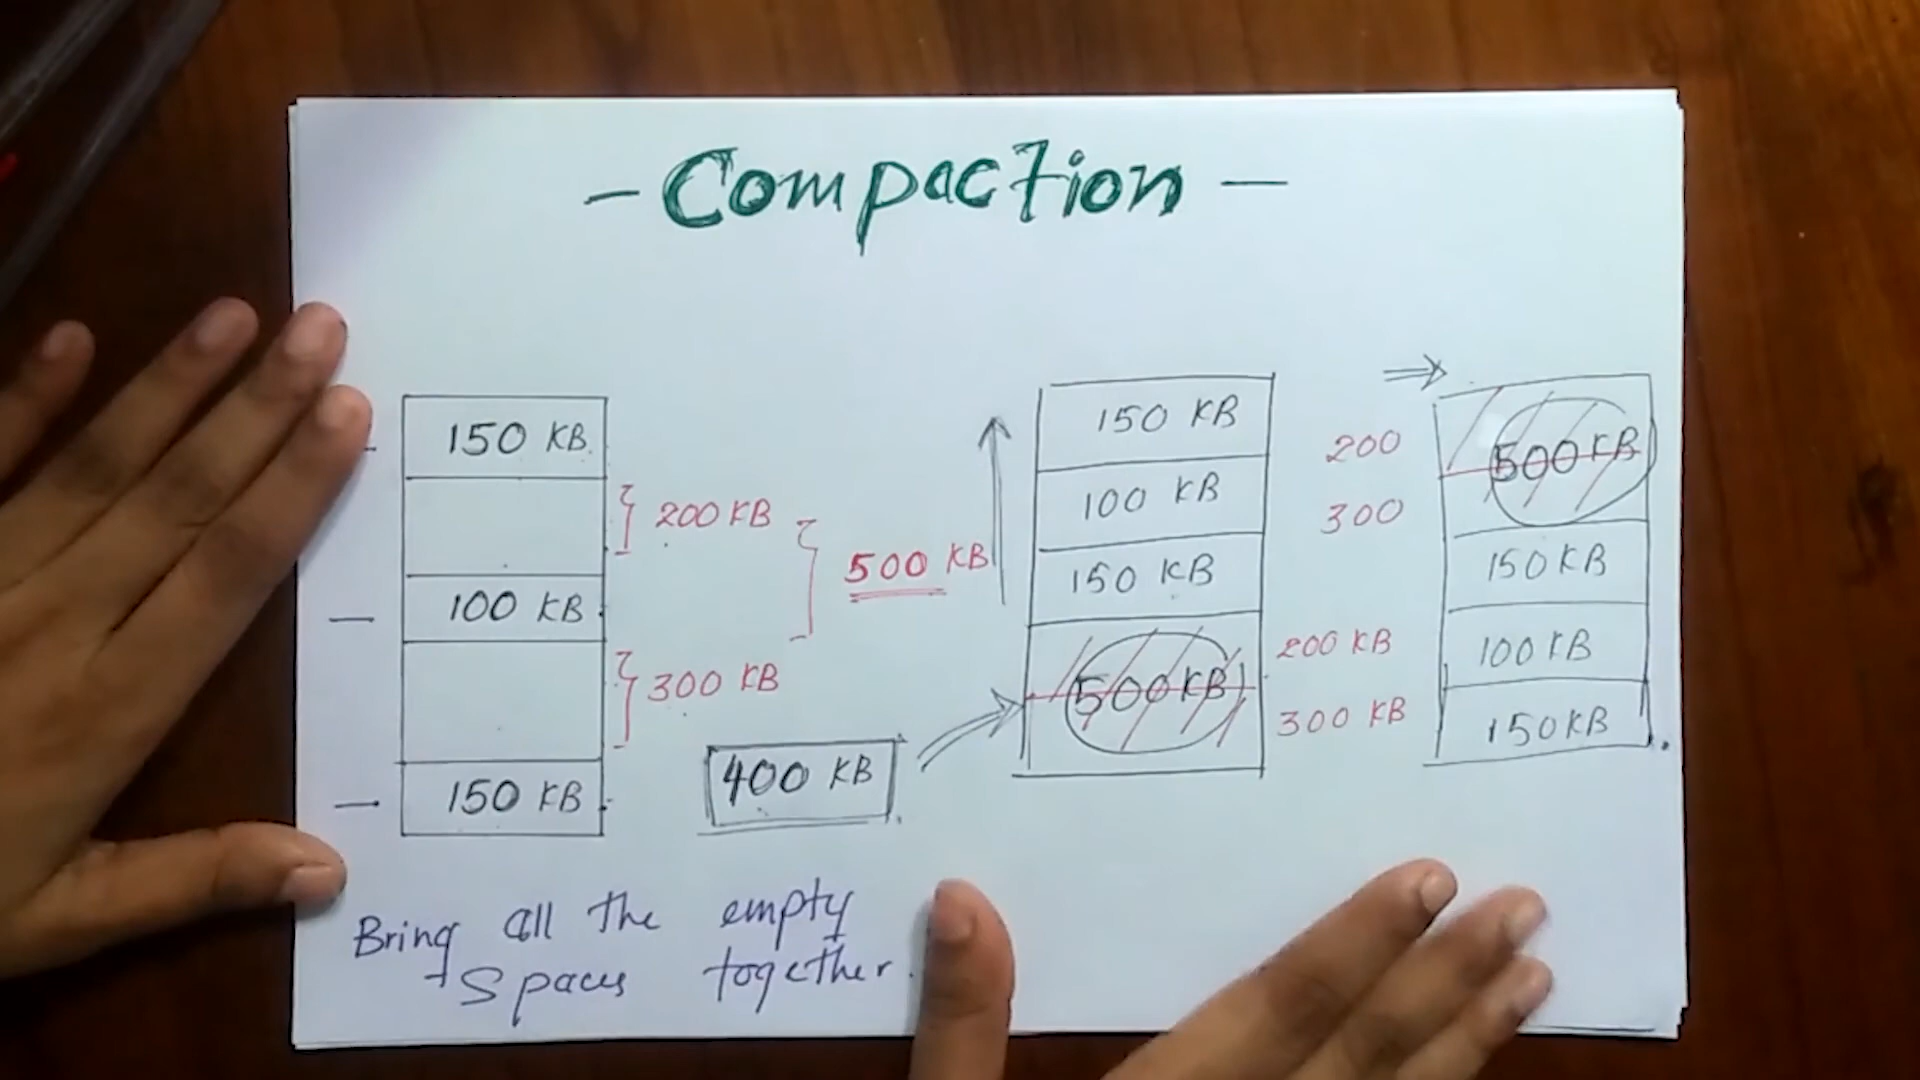 - Compaction -
150 KB
200 KB
500 KB
100 KB
300 KB
150 KB
400 KB
150 KB
100 KB
150 KB
500 KB
200 KB
300 KB
200
300
500 KB
150 KB
100 KB
150 KB
Bring all the empty
Spaces together.